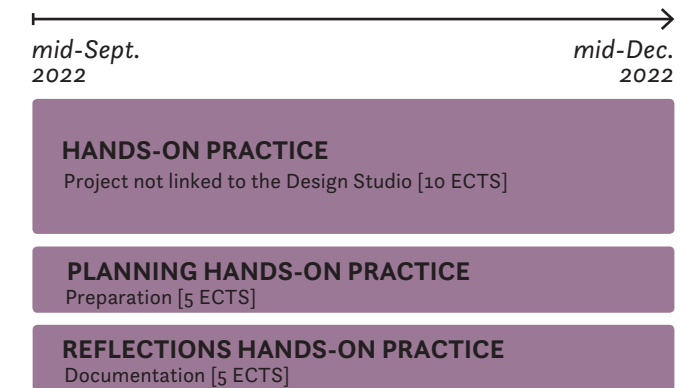 mid-Sept. mid-Dec.
2022 2022
HANDS-ON PRACTICE
Project not linked to the Design Studio [10 ECTS]
PLANNING HANDS-ON PRACTICE
Preparation [5 ECTS]
REFLECTIONS HANDS-ON PRACTICE
Documentation [5 ECTS]